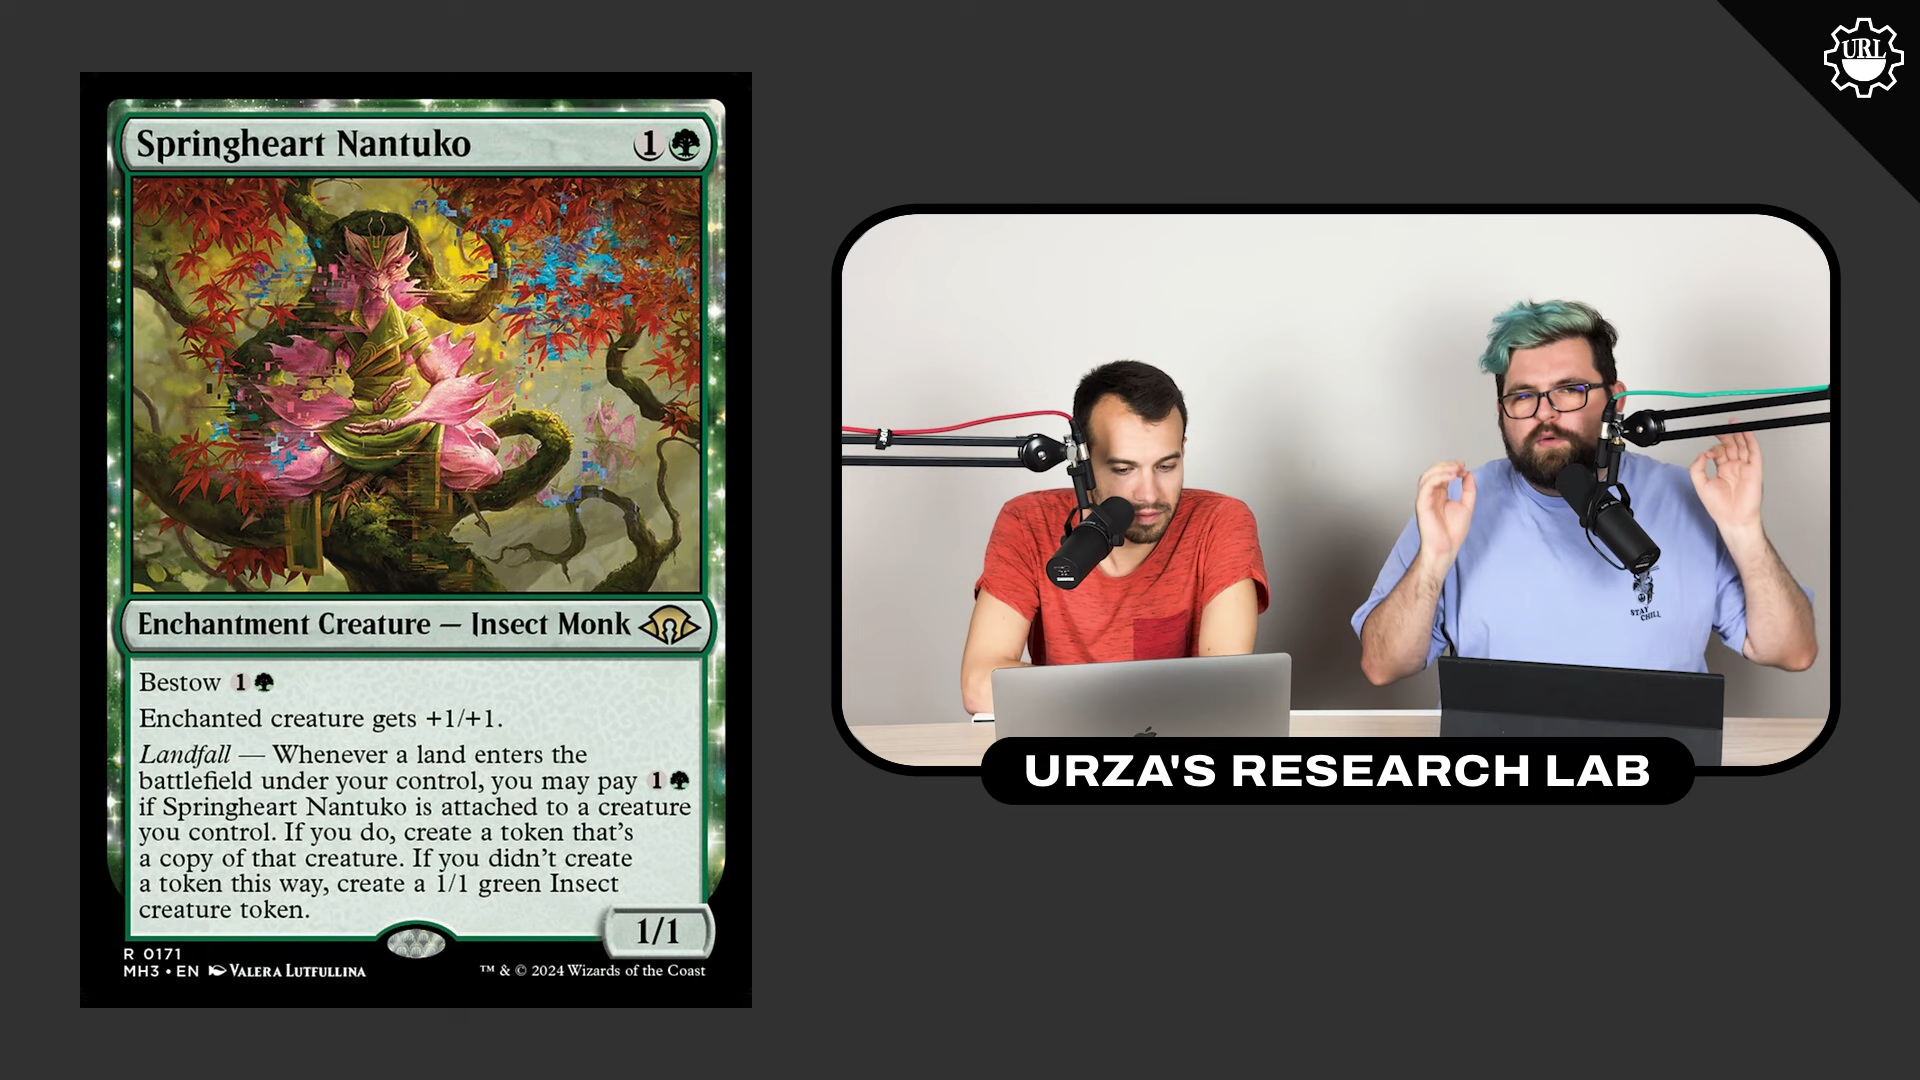 URL
Springheart Nantuko 1
Enchantment Creature — Insect Monk
Bestow 1
Enchanted creature gets +1/+1.
Landfall — Whenever a land enters the
battlefield under your control, you may pay 1
if Springheart Nantuko is attached to a creature
you control. If you do, create a token that's
a copy of that creature. If you didn't create
a token this way, create a 1/1 green Insect
creature token.
1/1
R 0171
MH3 • EN VALERA LUTFULLINA
™ & © 2024 Wizards of the Coast
STAY
CHILL
URZA'S RESEARCH LAB